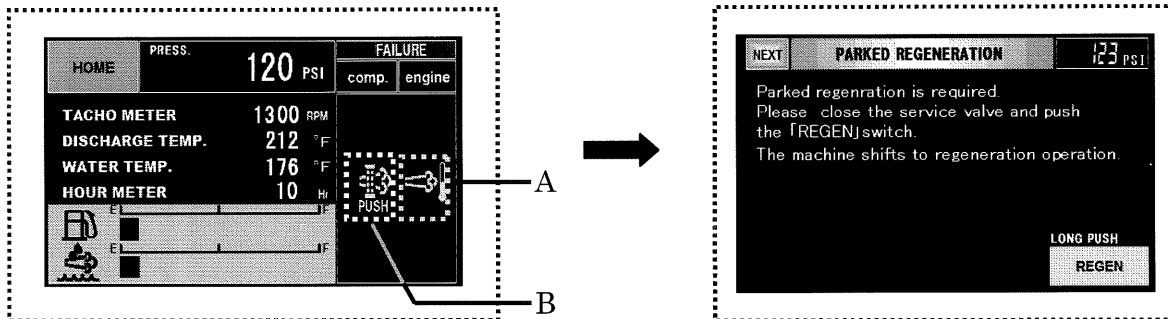 HOME
PRESS.
120 PSI
FAILURE
comp. engine
TACHO METER 1300 RPM
DISCHARGE TEMP. 212 °F
WATER TEMP. 176 °F
HOUR METER 10 Hr
PUSH
E F
E F
A
B
NEXT PARKED REGENERATION 123 PSI
Parked regenration is required.
Please close the service valve and push
the「REGEN」switch.
The machine shifts to regeneration operation.
LONG PUSH
REGEN